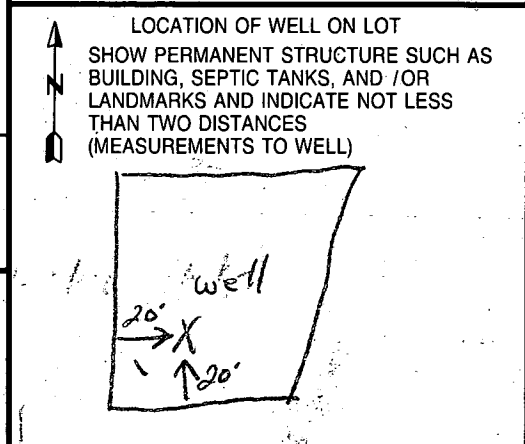 LOCATION OF WELL ON LOT
SHOW PERMANENT STRUCTURE SUCH AS
BUILDING, SEPTIC TANKS, AND /OR
LANDMARKS AND INDICATE NOT LESS
THAN TWO DISTANCES
(MEASUREMENTS TO WELL)
N
well
20'
X
20'